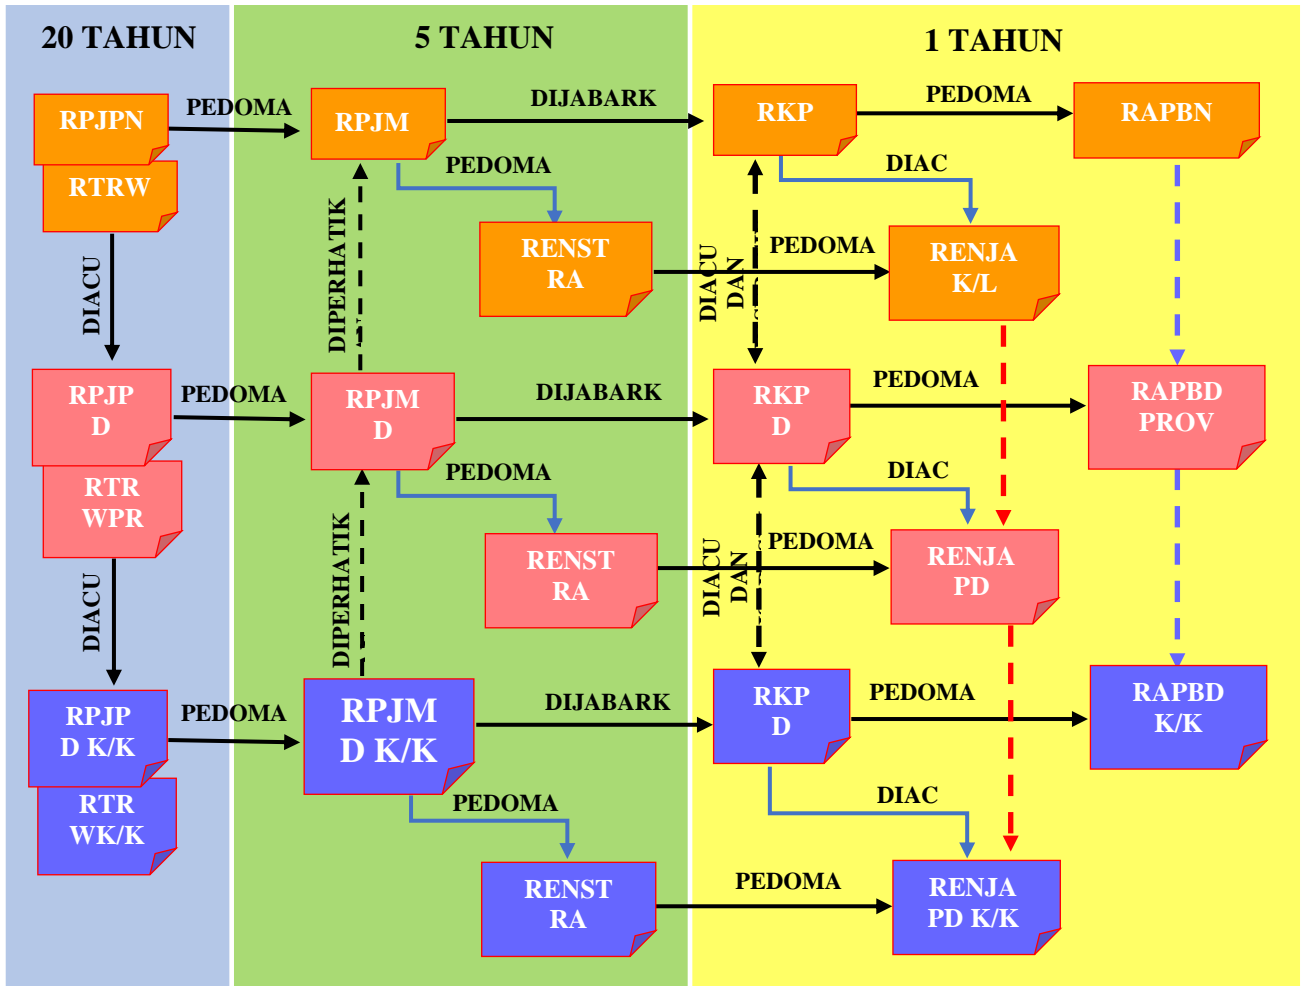 20 TAHUN
5 TAHUN
1 TAHUN
RPJPN
PEDOMA
RPJM
DIJABARK
RKP
PEDOMA
RAPBN
RTRW
PEDOMA
DIAC
DIPERHATIK
RENST
RA
PEDOMA
RENJA
K/L
DIACU
DIACU
DAN
RPJP
D
PEDOMA
RPJM
D
DIJABARK
RKP
D
PEDOMA
RAPBD
PROV
RTR
WPR
PEDOMA
DIAC
DIPERHATIK
RENST
RA
PEDOMA
RENJA
PD
DIACU
DIACU
DAN
RPJP
D K/K
PEDOMA
RPJM
D K/K
DIJABARK
RKP
D
PEDOMA
RAPBD
K/K
RTR
WK/K
PEDOMA
DIAC
RENST
RA
PEDOMA
RENJA
PD K/K